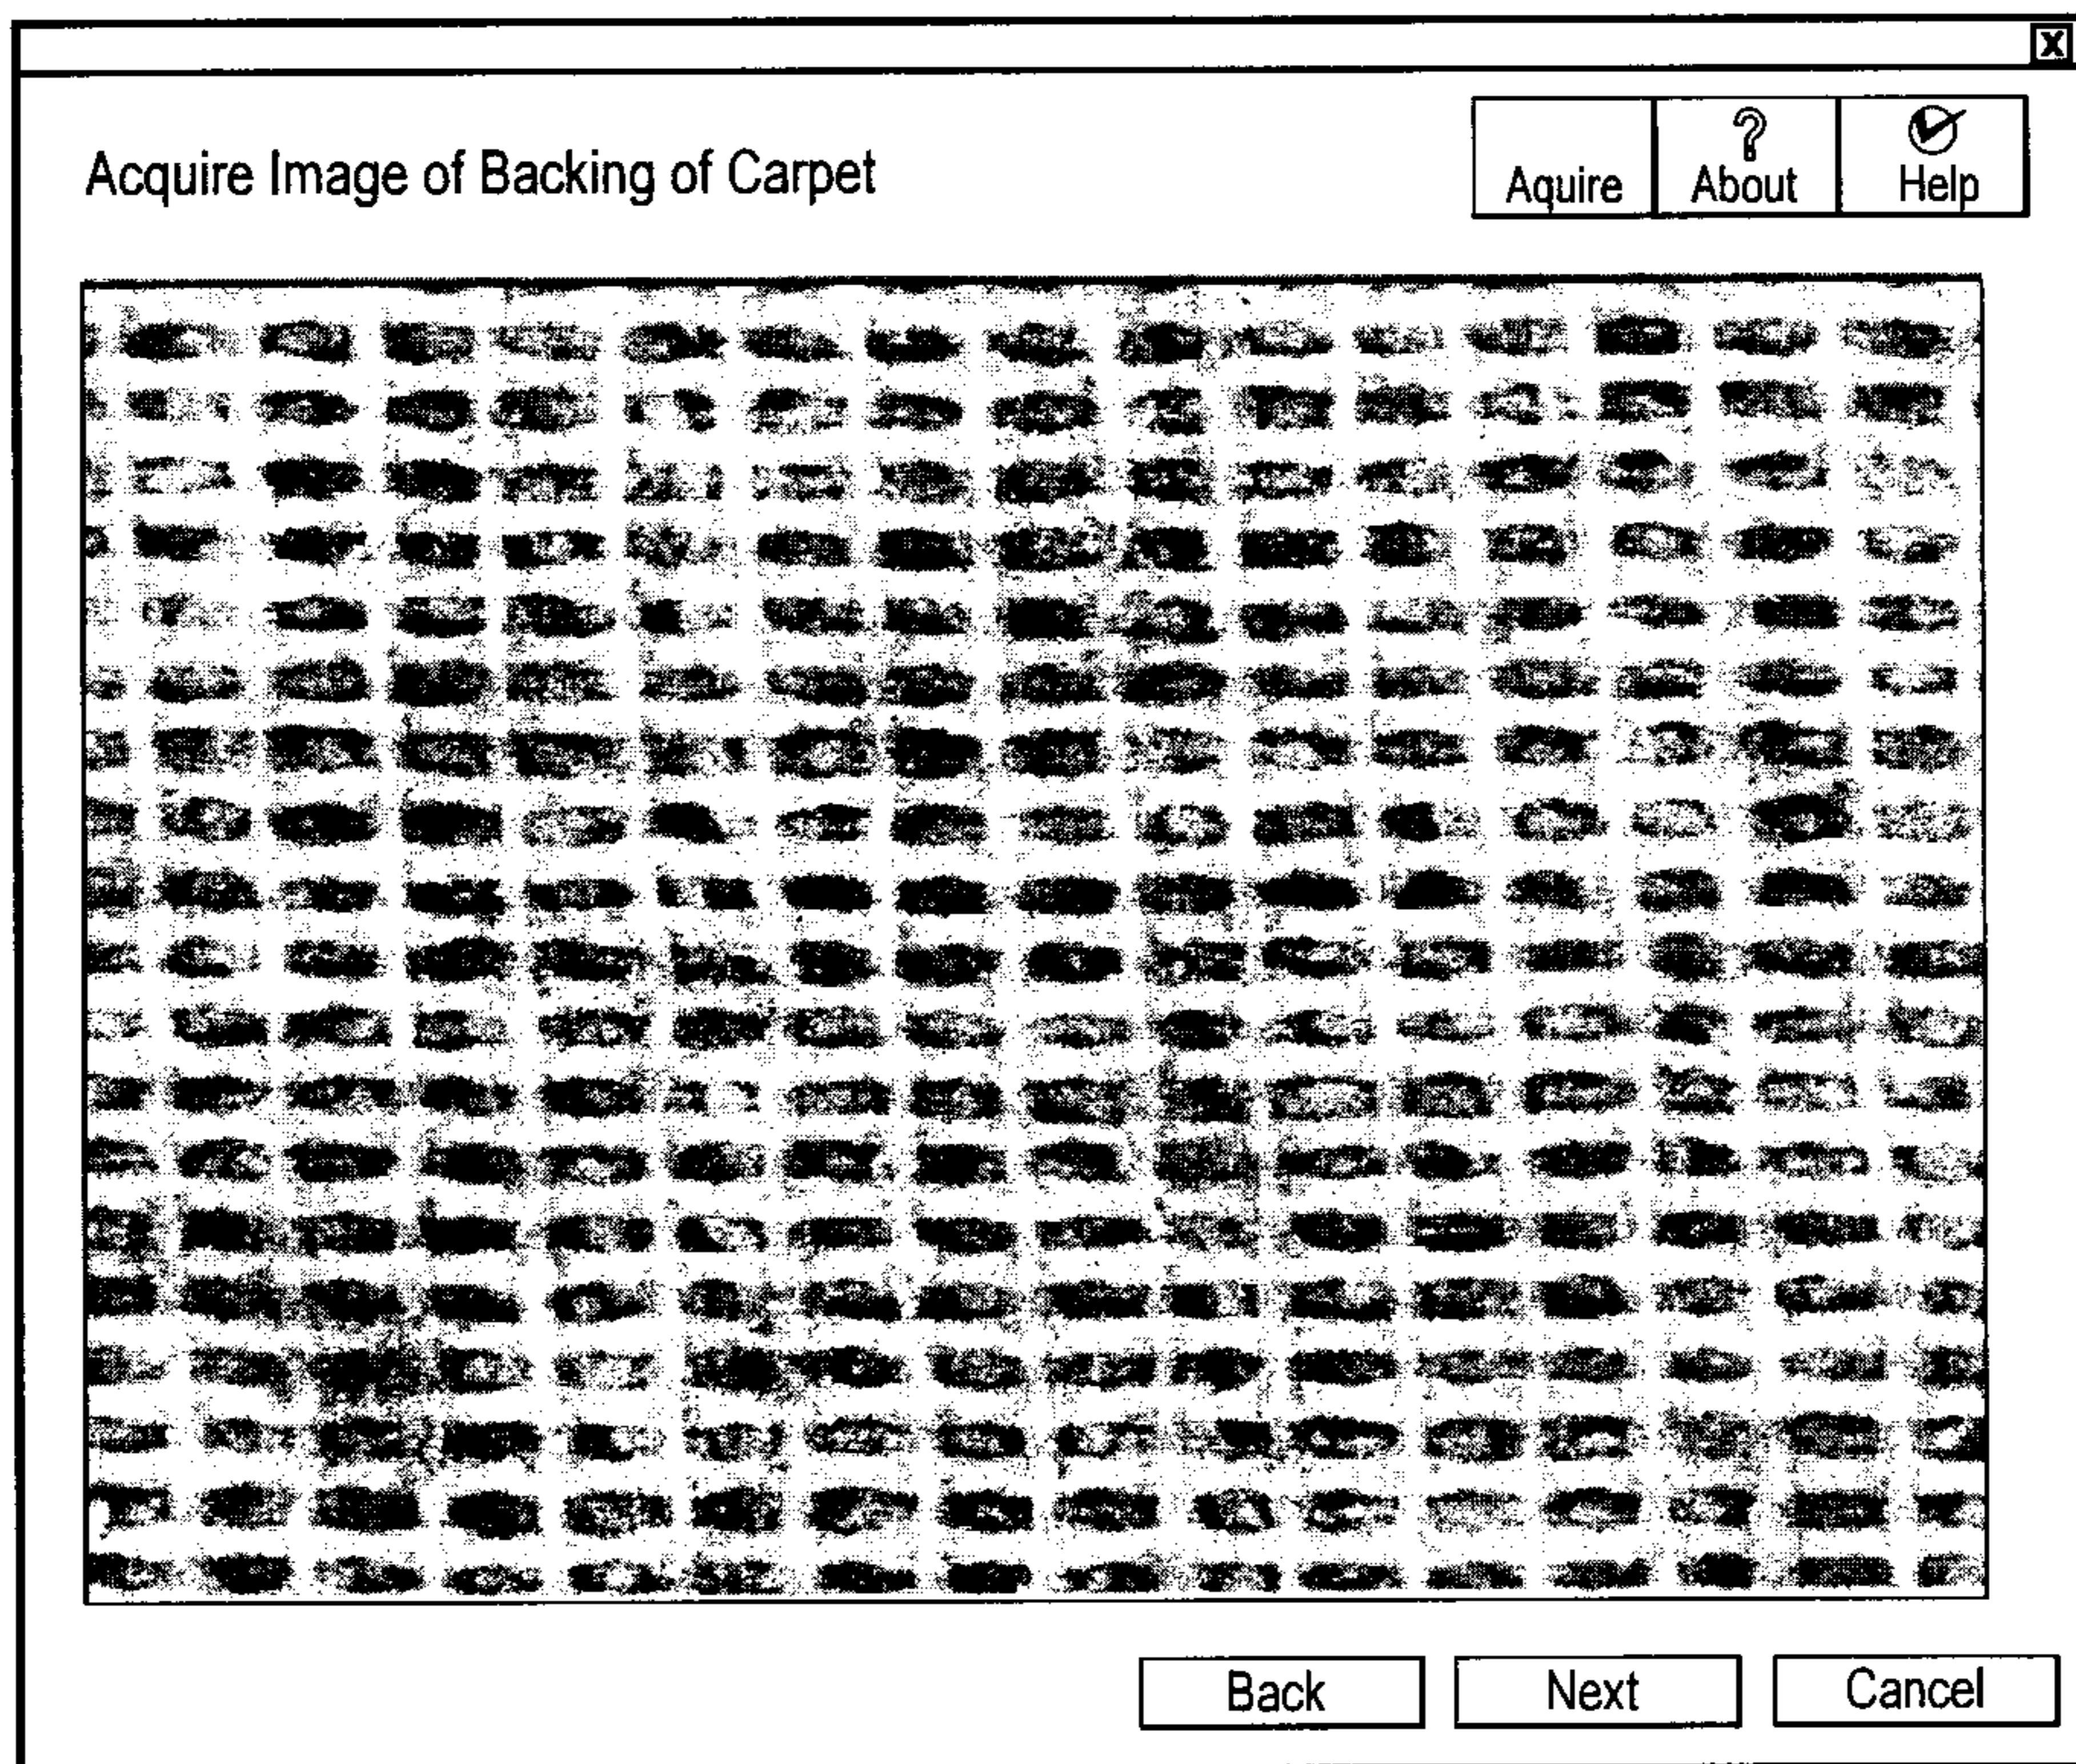 X
Acquire Image of Backing of Carpet
Aquire
?
About
Help
Back
Next
Cancel